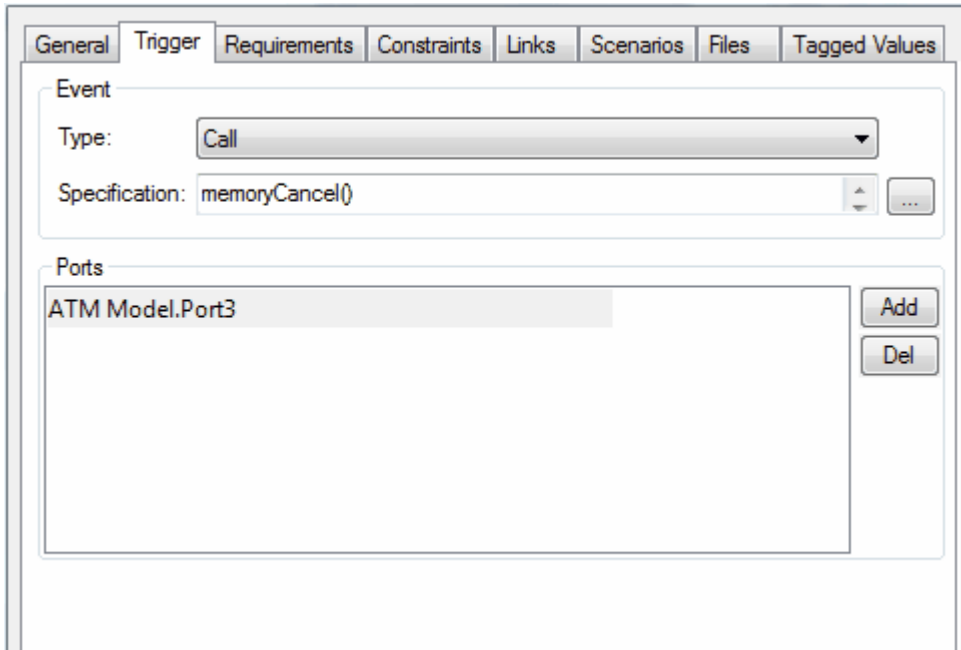 General Trigger Requirements Constraints Links Scenarios Files Tagged Values
Event
Type: Call
Specification: memoryCancel() ...
Ports
ATM Model.Port3 Add
Del